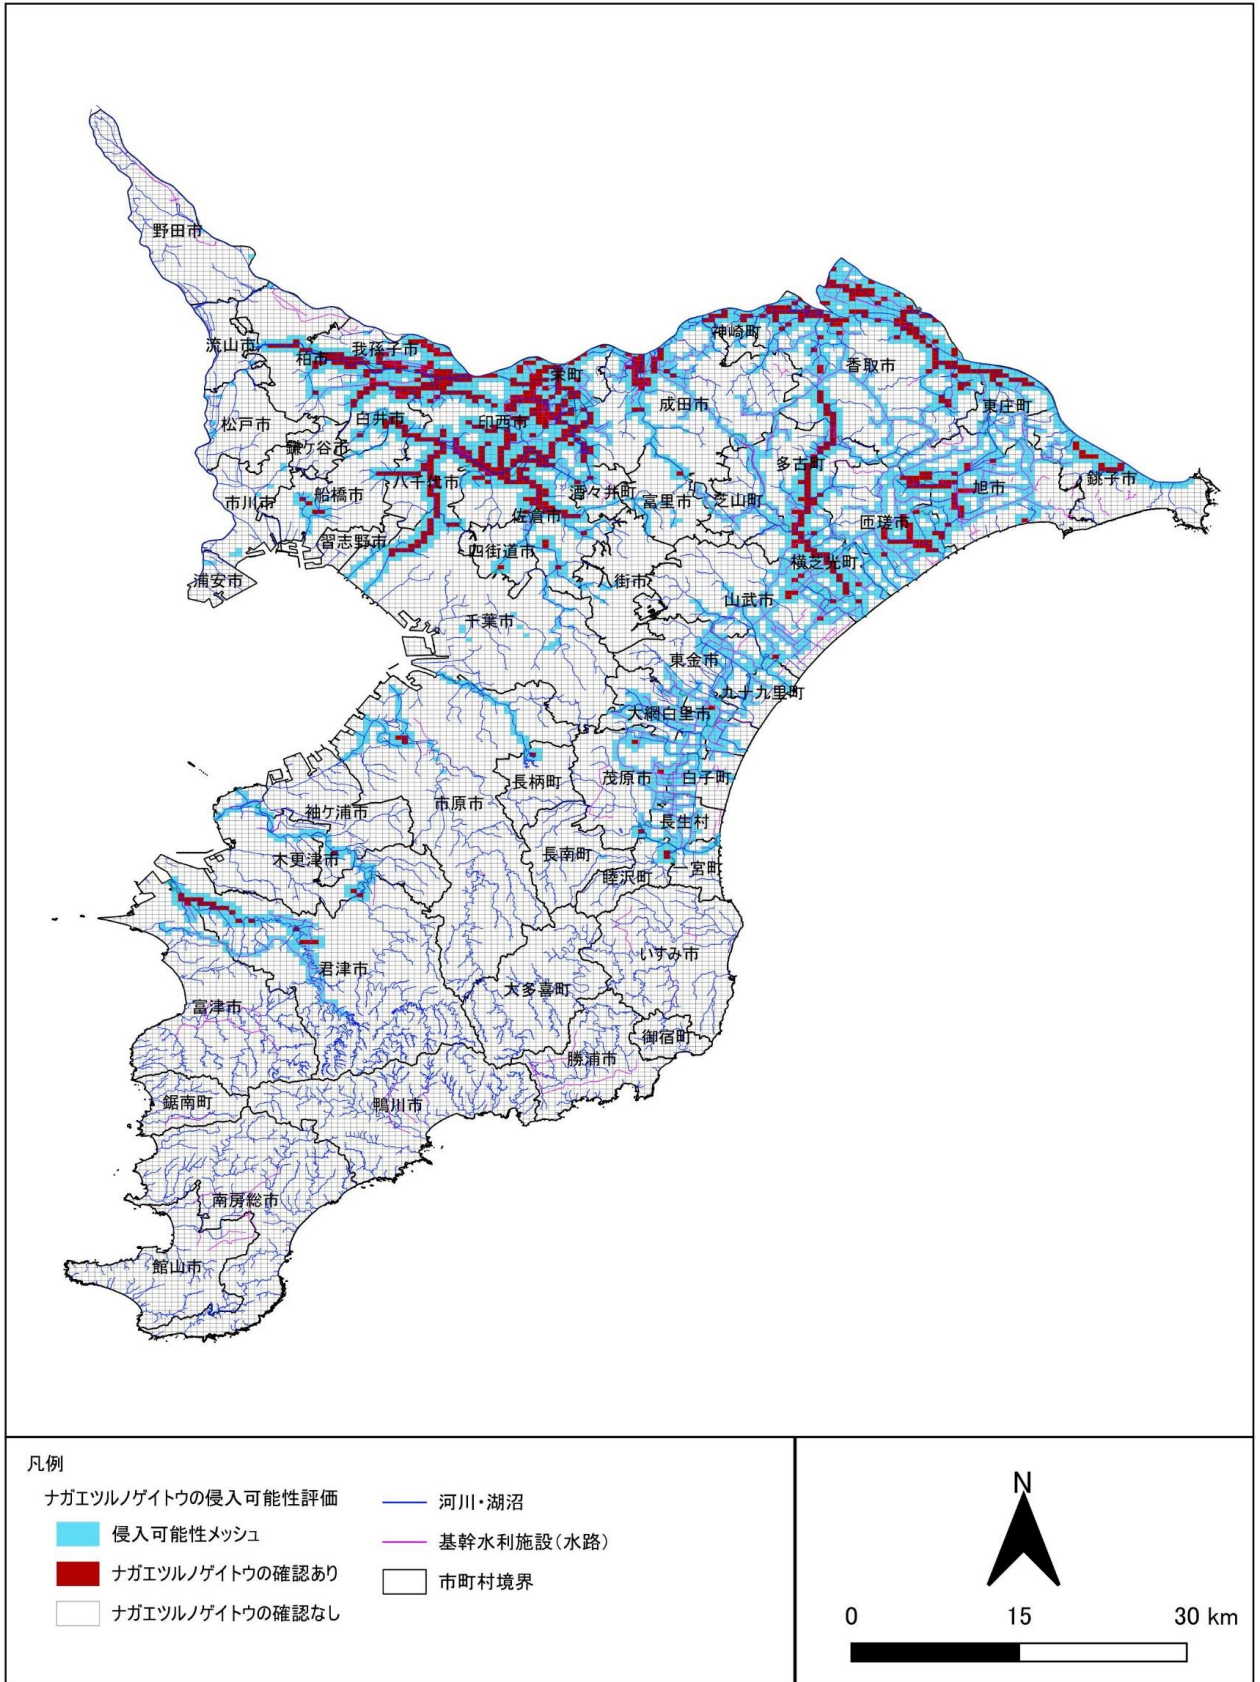 野田市
流山市
柏市
我孫子市
松戸市
白井市
鎌ケ谷市
印西市
栄町
成田市
神崎町
香取市
東庄町
銚子市
旭市
匝瑳市
多古町
芝山町
富里市
酒々井町
佐倉市
八千代市
船橋市
市川市
習志野市
浦安市
四街道市
八街市
千葉市
横芝光町
山武市
東金市
九十九里町
大網白里市
茂原市
白子町
長柄町
市原市
袖ケ浦市
長生村
長南町
木更津市
睦沢町
一宮町
いすみ市
君津市
大多喜町
富津市
御宿町
勝浦市
鋸南町
鴨川市
南房総市
館山市
凡例
ナガエツルノゲイトウの侵入可能性評価
侵入可能性メッシュ
ナガエツルノゲイトウの確認あり
ナガエツルノゲイトウの確認なし
河川・湖沼
基幹水利施設(水路)
市町村境界
N
0 15 30 km